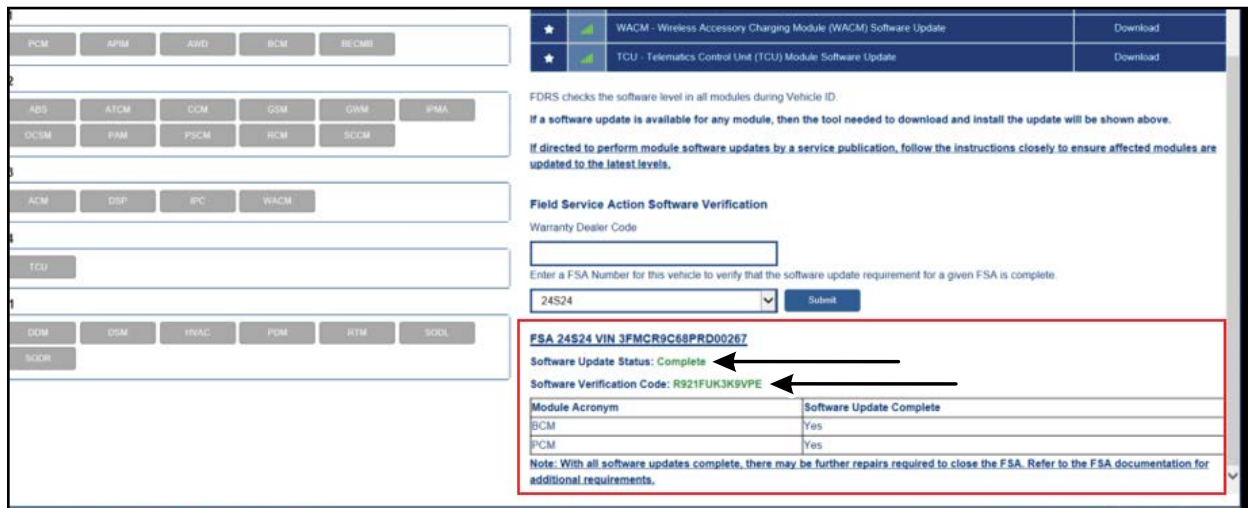 PCM APIM AWD BCM BECMB
2
ABS ATCM CCM GSM GWM IPMA
OCSM PAM PSCM RCM SCCM
ACM DSP IPC WACM
4
TCU
DDM DSM HVAC PDM RTM SODL
SODR
WACM - Wireless Accessory Charging Module (WACM) Software Update Download
TCU - Telematics Control Unit (TCU) Module Software Update Download
FDRS checks the software level in all modules during Vehicle ID.
If a software update is available for any module, then the tool needed to download and install the update will be shown above.
If directed to perform module software updates by a service publication, follow the instructions closely to ensure affected modules are
updated to the latest levels.
Field Service Action Software Verification
Warranty Dealer Code
Enter a FSA Number for this vehicle to verify that the software update requirement for a given FSA is complete.
24S24 Submit
FSA 24S24 VIN 3FMCR9C68PRD00267
Software Update Status: Complete
Software Verification Code: R921FUK3K9VPE
Module Acronym Software Update Complete
BCM Yes
PCM Yes
Note: With all software updates complete, there may be further repairs required to close the FSA. Refer to the FSA documentation for
additional requirements.